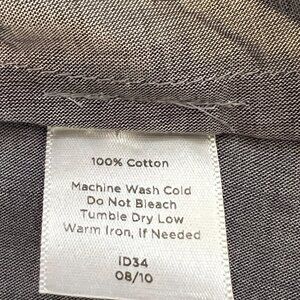 100% Cotton
Machine Wash Cold
Do Not Bleach
Tumble Dry Low
Warm Iron, If Needed
ID34
08/10